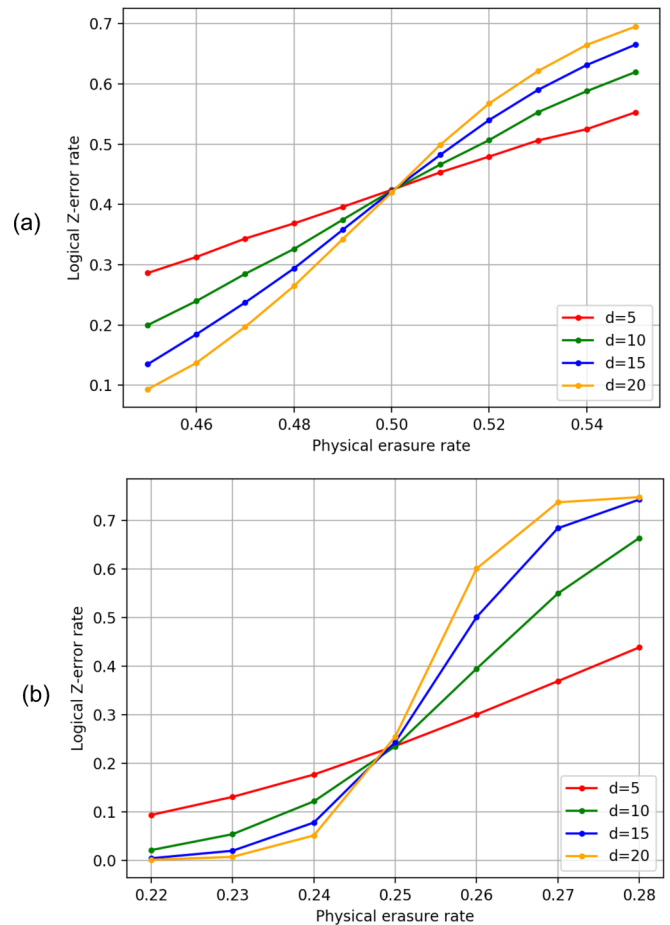 (a)
Logical Z-error rate
0.7
0.6
0.5
0.4
0.3
0.2
0.1
d=5
d=10
d=15
d=20
0.46 0.48 0.50 0.52 0.54
Physical erasure rate
(b)
Logical Z-error rate
0.7
0.6
0.5
0.4
0.3
0.2
0.1
0.0
d=5
d=10
d=15
d=20
0.22 0.23 0.24 0.25 0.26 0.27 0.28
Physical erasure rate